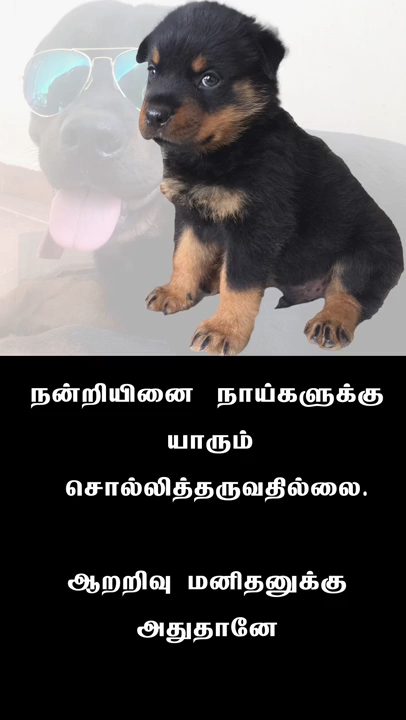 நன்றியினை நாய்களுக்கு
யாரும்
சொல்லித்தருவதில்லை.
ஆறறிவு மனிதனுக்கு
அதுதானே